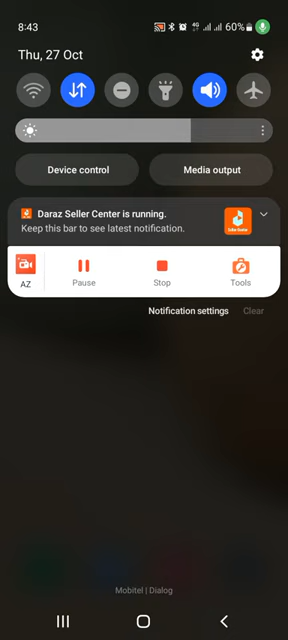 8:43
60%
Thu, 27 Oct
Device control
Media output
Daraz Seller Center is running.
Keep this bar to see latest notification.
AZ
Pause
Stop
Tools
Notification settings
Clear
Mobitel | Dialog